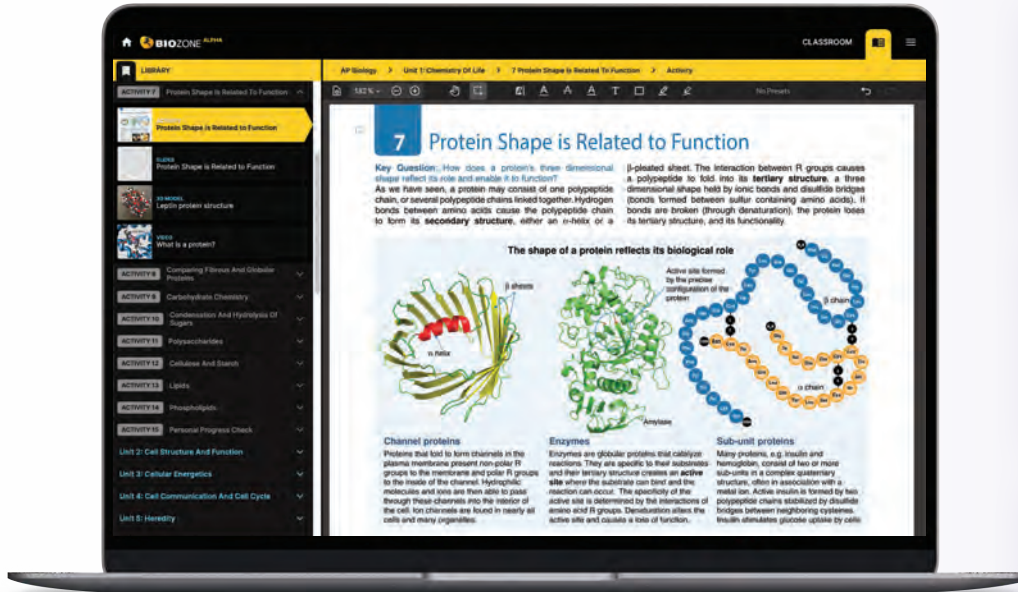 BIOZONE ALPHA
CLASSROOM
LIBRARY
AP Biology > Unit 1: Chemistry Of Life > 7 Protein Shape Is Related To Function > Activity
ACTIVITY 7 Protein Shape Is Related To Function
No Presets
Protein Shape is Related to Function
Protein Shape is Related to Function
3D MODEL
Leptin protein structure
VIDEO
What is a protein?
ACTIVITY 8 Comparing Fibrous And Globular
Proteins
ACTIVITY 9 Carbohydrate Chemistry
ACTIVITY 10 Condensation And Hydrolysis Of
Sugars
ACTIVITY 11 Polysaccharides
ACTIVITY 12 Cellulose And Starch
ACTIVITY 13 Lipids
ACTIVITY 14 Phospholipids
ACTIVITY 15 Personal Progress Check
Unit 2: Cell Structure And Function
Unit 3: Cellular Energetics
Unit 4: Cell Communication And Cell Cycle
Unit 5: Heredity
7 Protein Shape is Related to Function
Key Question: How does a protein's three dimensional
shape reflect its role and enable it to function?
As we have seen, a protein may consist of one polypeptide
chain, or several polypeptide chains linked together. Hydrogen
bonds between amino acids cause the polypeptide chain
to form its secondary structure, either an α-helix or a
β-pleated sheet. The interaction between R groups causes
a polypeptide to fold into its tertiary structure, a three
dimensional shape held by ionic bonds and disulfide bridges
(bonds formed between sulfur containing amino acids). If
bonds are broken (through denaturation), the protein loses
its tertiary structure, and its functionality.
The shape of a protein reflects its biological role
β sheets
α helix
Active site formed
by the precise
configuration of the
protein
Amylase
β chain
α chain
Channel proteins
Proteins that fold to form channels in the
plasma membrane present non-polar R
groups to the membrane and polar R groups
to the inside of the channel. Hydrophilic
molecules and ions are then able to pass
through these channels into the interior of
the cell. Ion channels are found in nearly all
cells and many organelles.
Enzymes
Enzymes are globular proteins that catalyze
reactions. They are specific to their substrates
and their tertiary structure creates an active
site where the substrate can bind and the
reaction can occur. The specificity of the
active site is determined by the interactions of
amino acid R groups. Denaturation alters the
active site and causes a loss of function.
Sub-unit proteins
Many proteins, e.g. insulin and
hemoglobin, consist of two or more
sub-units in a complex quaternary
structure, often in association with a
metal ion. Active insulin is formed by two
polypeptide chains stabilized by disulfide
bridges between neighboring cysteines.
Insulin stimulates glucose uptake by cells